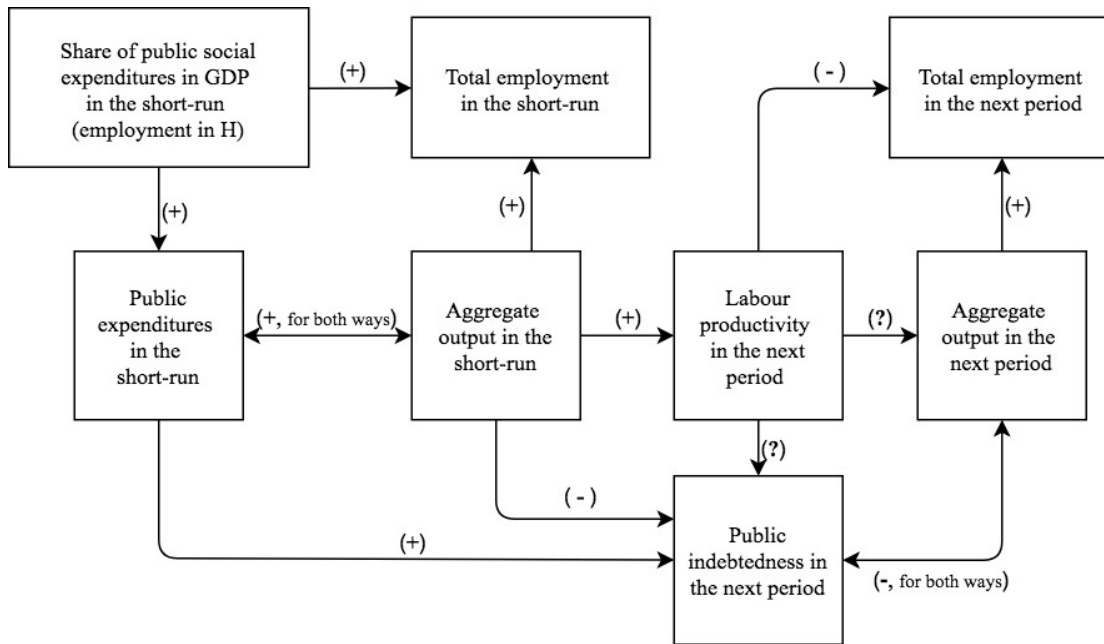 Share of public social
expenditures in GDP
in the short-run
(employment in H)
(+)
Total employment
in the short-run
( - )
Total employment
in the next period
(+)
(+)
(+)
Public
expenditures
in the
short-run
(+, for both ways)
Aggregate
output in the
short-run
(+)
Labour
productivity
in the next
period
(?)
Aggregate
output in the
next period
(?)
( - )
(+)
Public
indebtedness in
the next period
(-, for both ways)